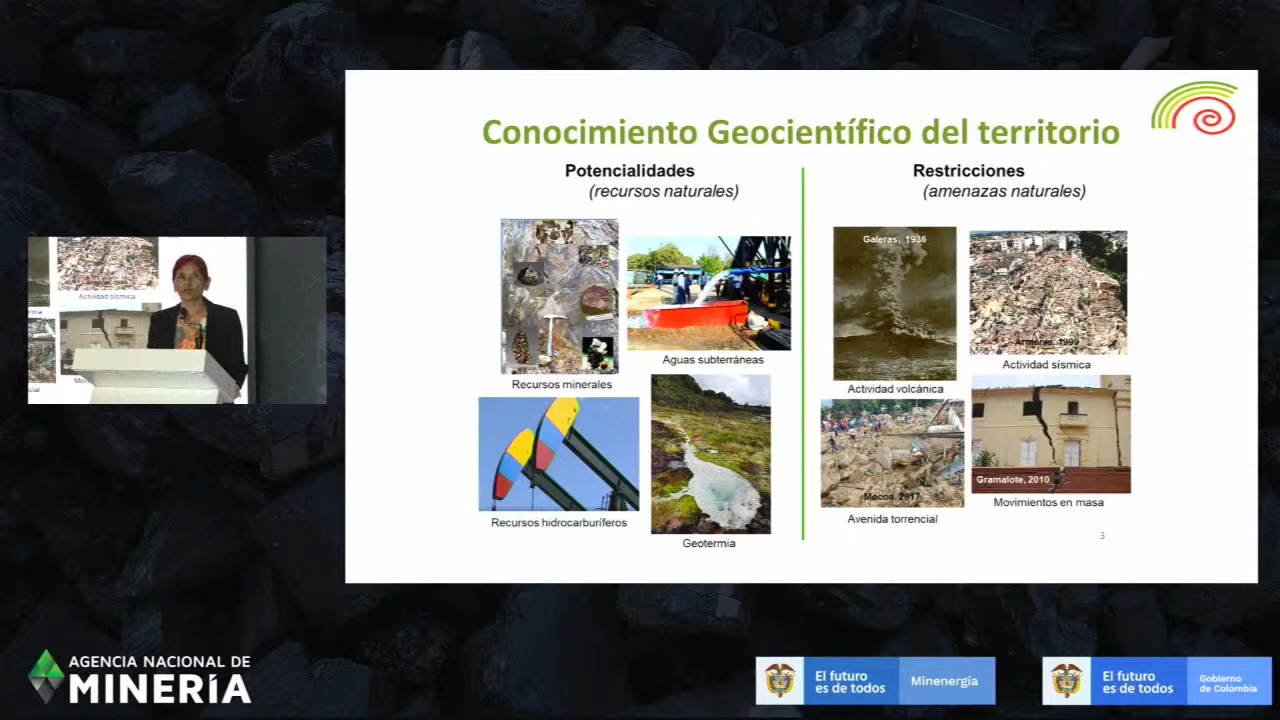 Conocimiento Geocientífico del territorio
Potencialidades
(recursos naturales)
Restricciones
(amenazas naturales)
Recursos minerales
Aguas subterráneas
Recursos hidrocarburíferos
Geotermia
Galeras, 1936
Actividad volcánica
Armenia, 1999
Actividad sísmica
Mocoa, 2017
Avenida torrencial
Gramalote, 2010
Movimientos en masa
3
Actividad sísmica
AGENCIA NACIONAL DE
MINERÍA
El futuro
es de todos
Minenergía
El futuro
es de todos
Gobierno
de Colombia